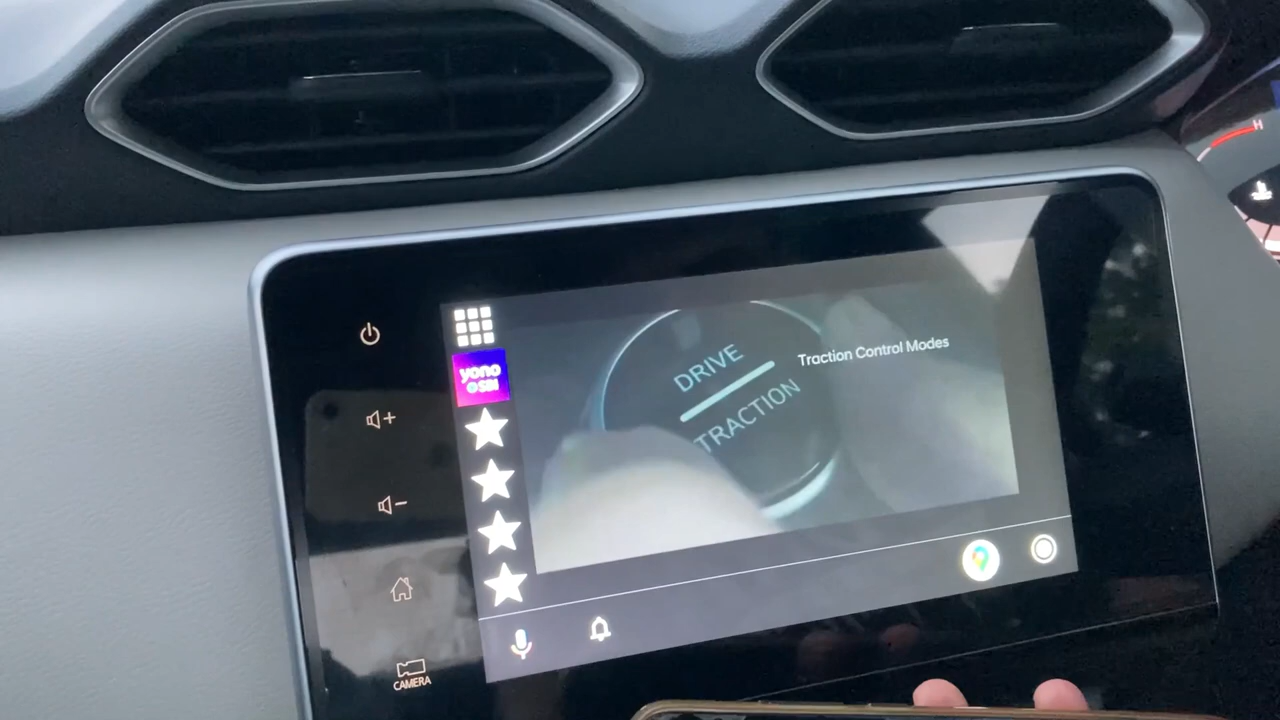 yono
SBI
DRIVE
TRACTION
Traction Control Modes
CAMERA
H